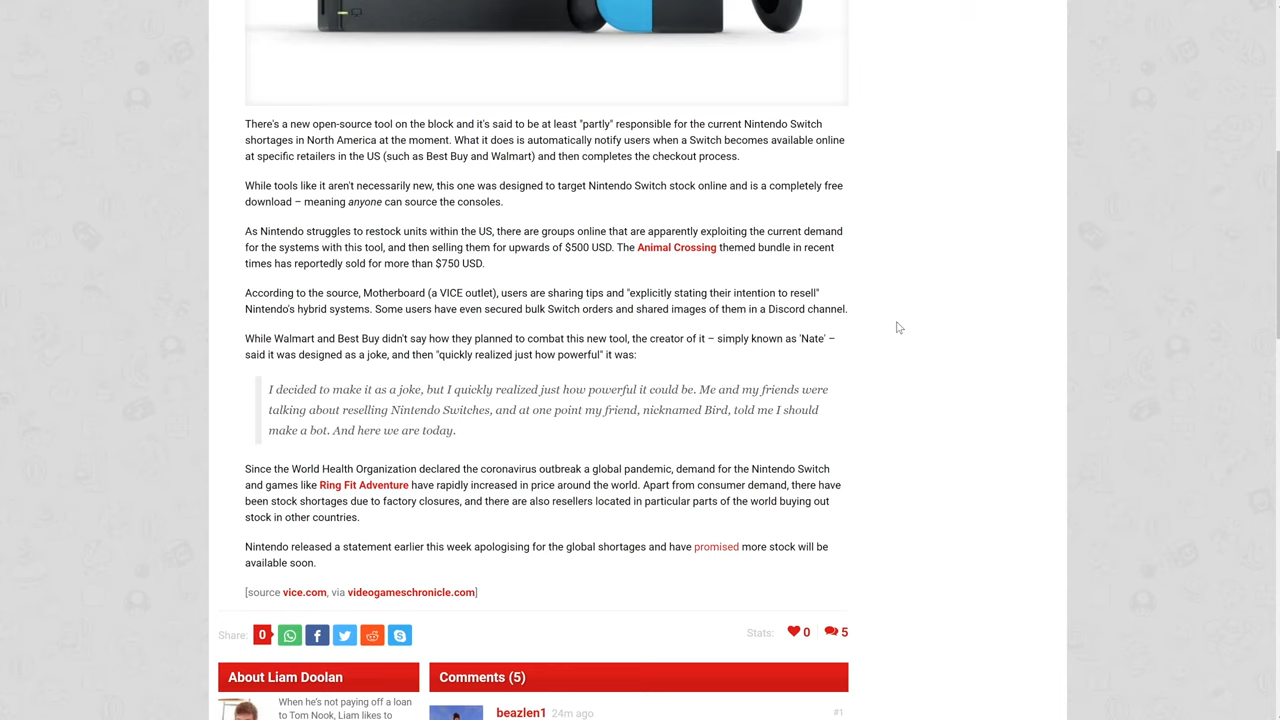 There's a new open-source tool on the block and it's said to be at least "partly" responsible for the current Nintendo Switch
shortages in North America at the moment. What it does is automatically notify users when a Switch becomes available online
at specific retailers in the US (such as Best Buy and Walmart) and then completes the checkout process.
While tools like it aren't necessarily new, this one was designed to target Nintendo Switch stock online and is a completely free
download – meaning anyone can source the consoles.
As Nintendo struggles to restock units within the US, there are groups online that are apparently exploiting the current demand
for the systems with this tool, and then selling them for upwards of $500 USD. The Animal Crossing themed bundle in recent
times has reportedly sold for more than $750 USD.
According to the source, Motherboard (a VICE outlet), users are sharing tips and "explicitly stating their intention to resell"
Nintendo's hybrid systems. Some users have even secured bulk Switch orders and shared images of them in a Discord channel.
While Walmart and Best Buy didn't say how they planned to combat this new tool, the creator of it – simply known as 'Nate' –
said it was designed as a joke, and then "quickly realized just how powerful" it was:
I decided to make it as a joke, but I quickly realized just how powerful it could be. Me and my friends were
talking about reselling Nintendo Switches, and at one point my friend, nicknamed Bird, told me I should
make a bot. And here we are today.
Since the World Health Organization declared the coronavirus outbreak a global pandemic, demand for the Nintendo Switch
and games like Ring Fit Adventure have rapidly increased in price around the world. Apart from consumer demand, there have
been stock shortages due to factory closures, and there are also resellers located in particular parts of the world buying out
stock in other countries.
Nintendo released a statement earlier this week apologising for the global shortages and have promised more stock will be
available soon.
[source vice.com, via videogameschronicle.com]
Share: 0
Stats: 0 5
About Liam Doolan
When he's not paying off a loan
to Tom Nook, Liam likes to
Comments (5)
beazlen1 24m ago #1